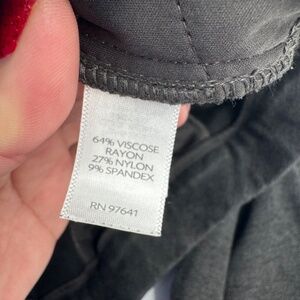 64% VISCOSE
RAYON
27% NYLON
9% SPANDEX
RN 97641